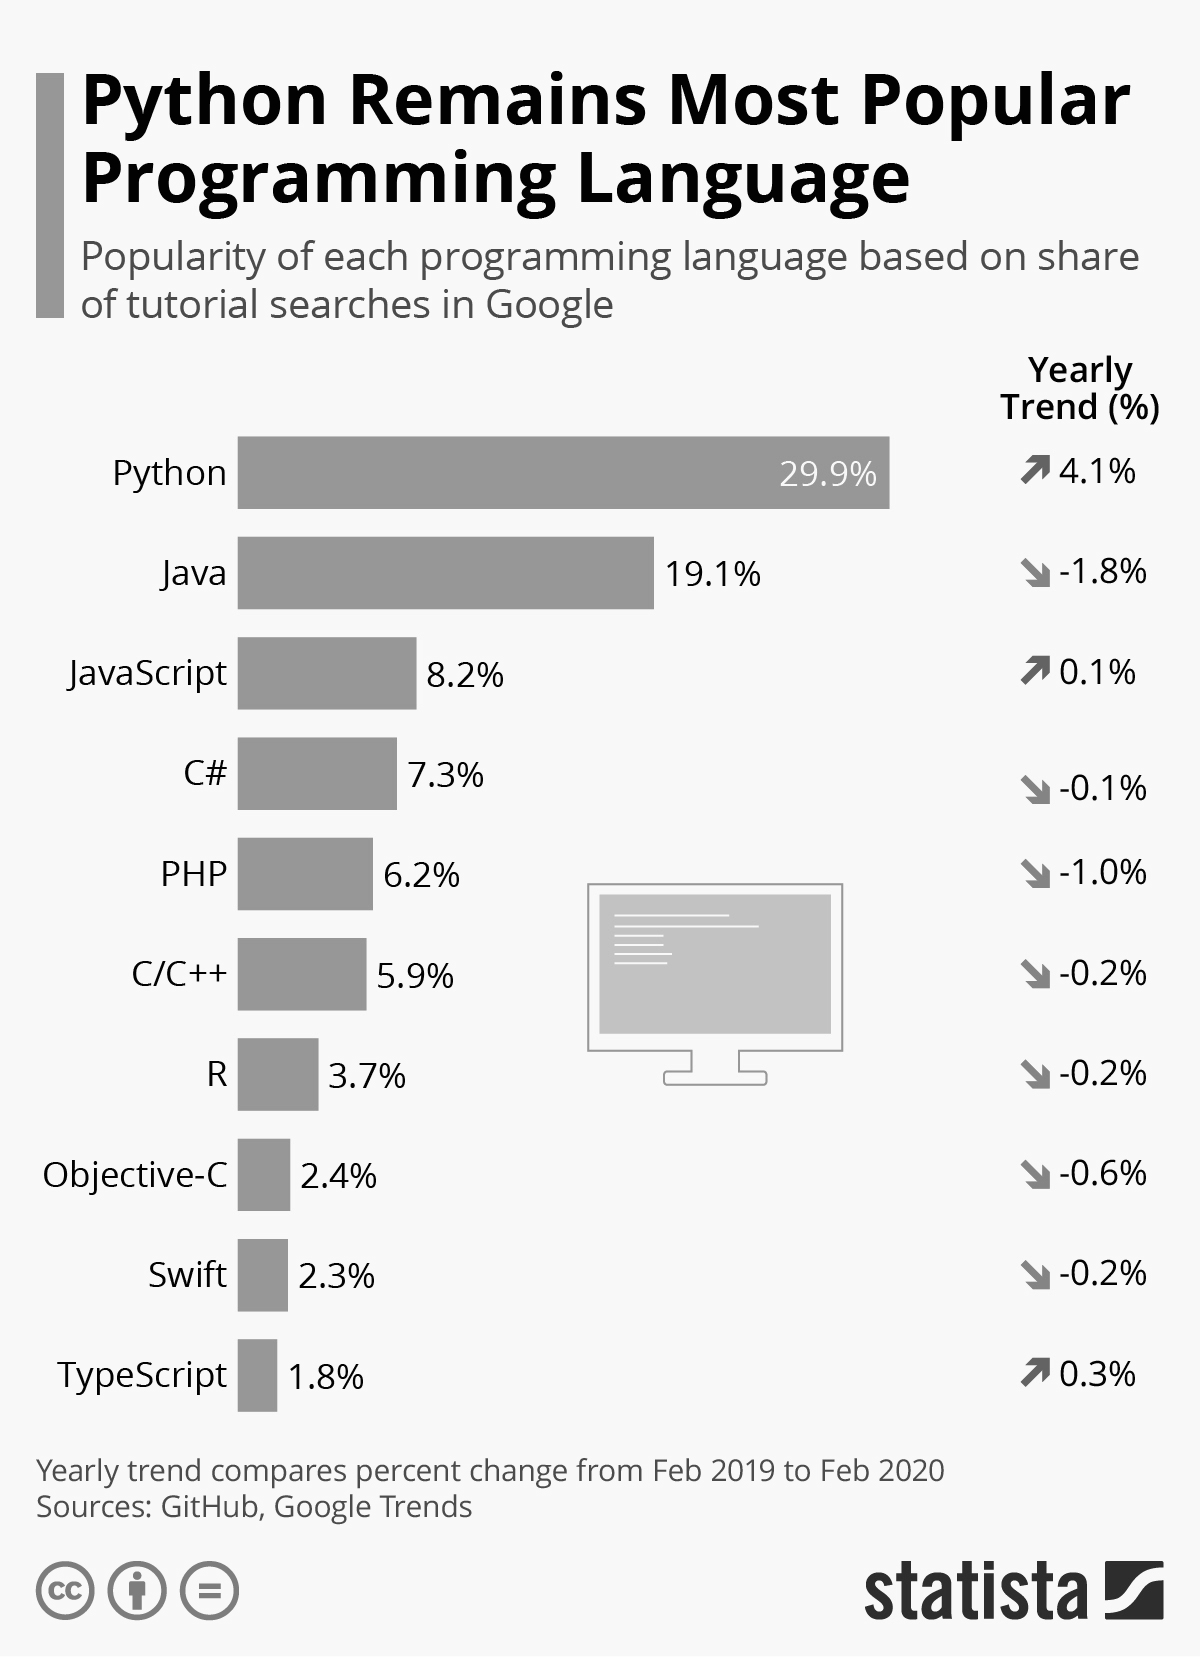 Python Remains Most Popular
Programming Language
Popularity of each programming language based on share
of tutorial searches in Google
Yearly
Trend (%)
Python 29.9% 4.1%
Java 19.1% -1.8%
JavaScript 8.2% 0.1%
C# 7.3% -0.1%
PHP 6.2% -1.0%
C/C++ 5.9% -0.2%
R 3.7% -0.2%
Objective-C 2.4% -0.6%
Swift 2.3% -0.2%
TypeScript 1.8% 0.3%
Yearly trend compares percent change from Feb 2019 to Feb 2020
Sources: GitHub, Google Trends
cc = statista